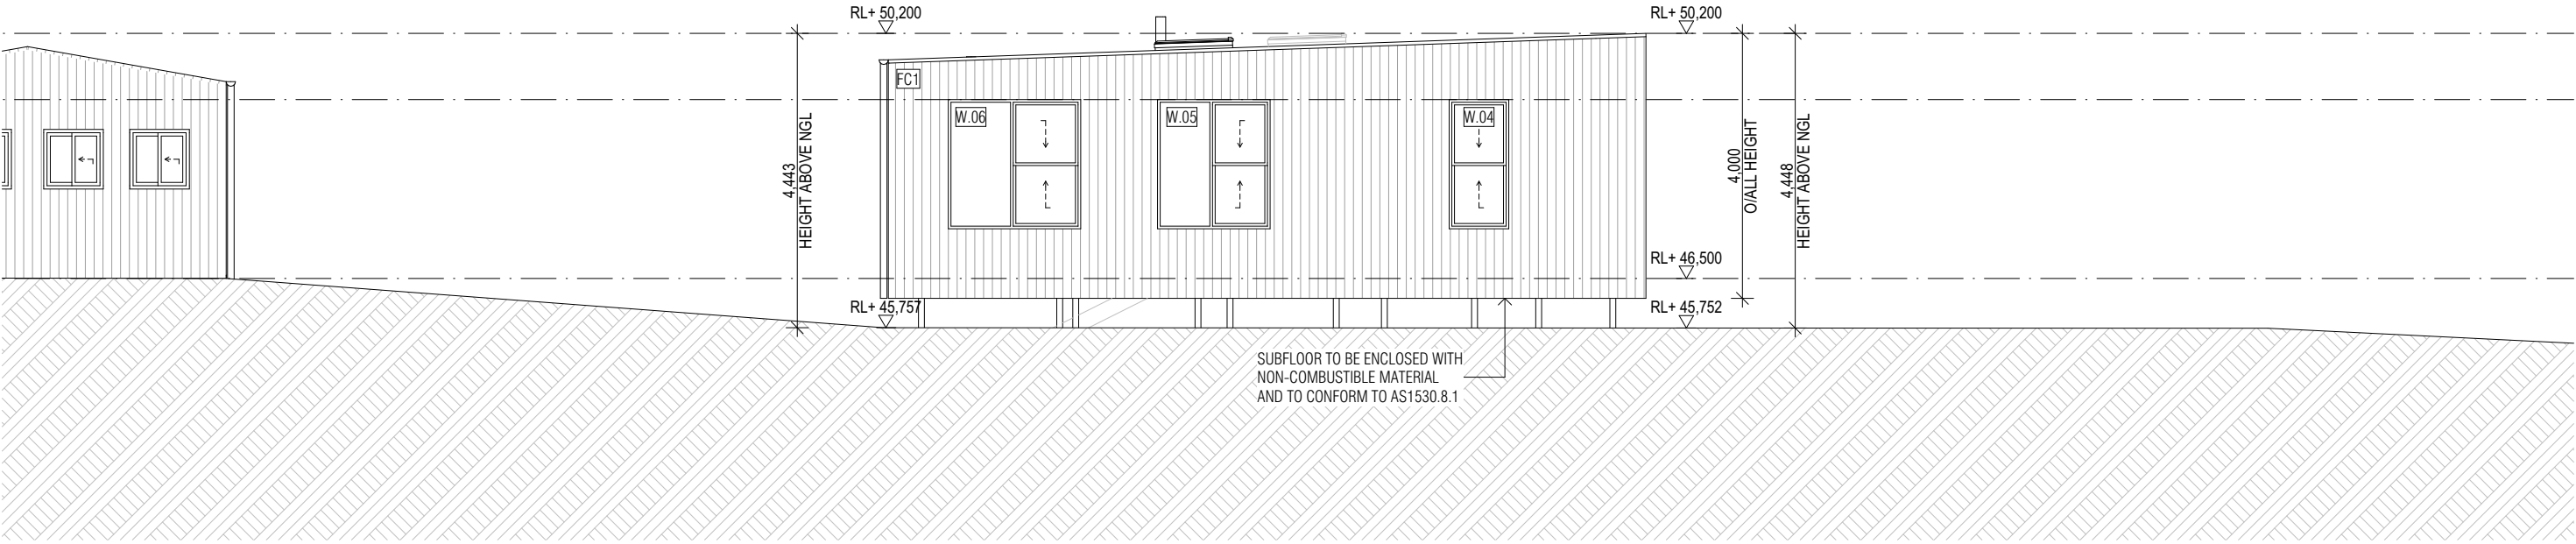 RL+ 50,200
RL+ 50,200
FC1
W.06
W.05
W.04
4,443
HEIGHT ABOVE NGL
4,000
O/ALL HEIGHT
4,448
HEIGHT ABOVE NGL
RL+ 46,500
RL+ 45,757
RL+ 45,752
SUBFLOOR TO BE ENCLOSED WITH
NON-COMBUSTIBLE MATERIAL
AND TO CONFORM TO AS1530.8.1